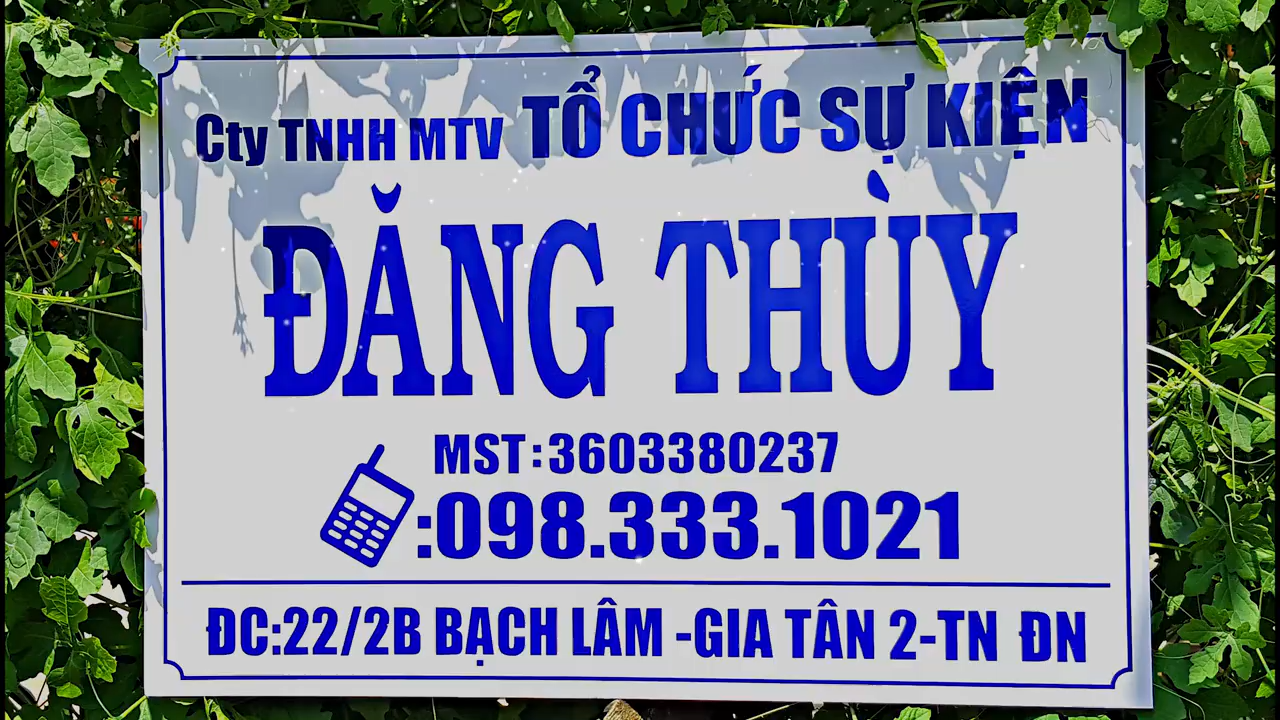 Cty TNHH MTV TỔ CHỨC SỰ KIỆN
ĐĂNG THÙY
MST:3603380237
:098.333.1021
ĐC:22/2B BẠCH LÂM -GIA TÂN 2-TN ĐN